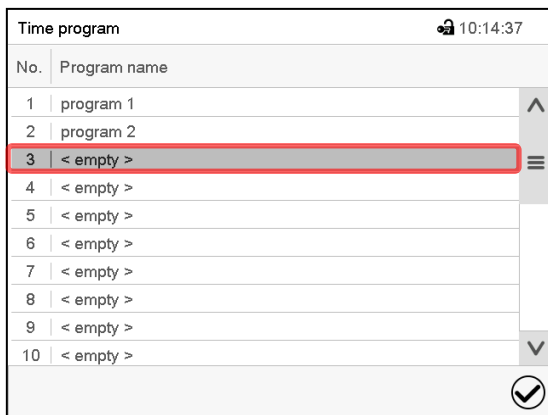 Time program 10:14:37
No. Program name
1 program 1
2 program 2
3 < empty >
4 < empty >
5 < empty >
6 < empty >
7 < empty >
8 < empty >
9 < empty >
10 < empty >